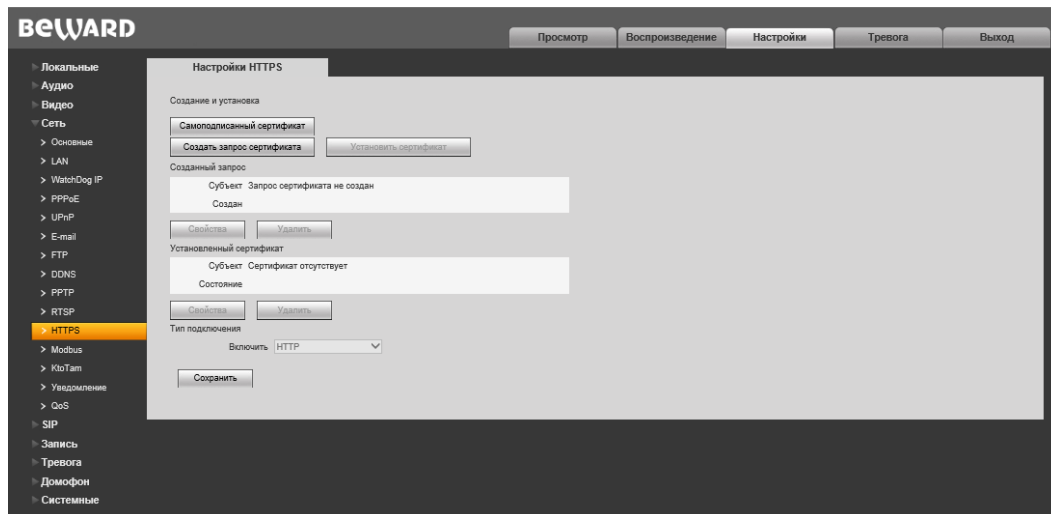 BEWARD
Просмотр Воспроизведение Настройки Тревога Выход
Локальные
Аудио
Видео
Сеть
> Основные
> LAN
> WatchDog IP
> PPPoE
> UPnP
> E-mail
> FTP
> DDNS
> PPTP
> RTSP
> HTTPS
> Modbus
> KtoTam
> Уведомление
> QoS
SIP
Запись
Тревога
Домофон
Системные
Настройки HTTPS
Создание и установка
Самоподписанный сертификат
Создать запрос сертификата Установить сертификат
Созданный запрос
Субъект Запрос сертификата не создан
Создан
Свойства Удалить
Установленный сертификат
Субъект Сертификат отсутствует
Состояние
Свойства Удалить
Тип подключения
Включить HTTP
Сохранить